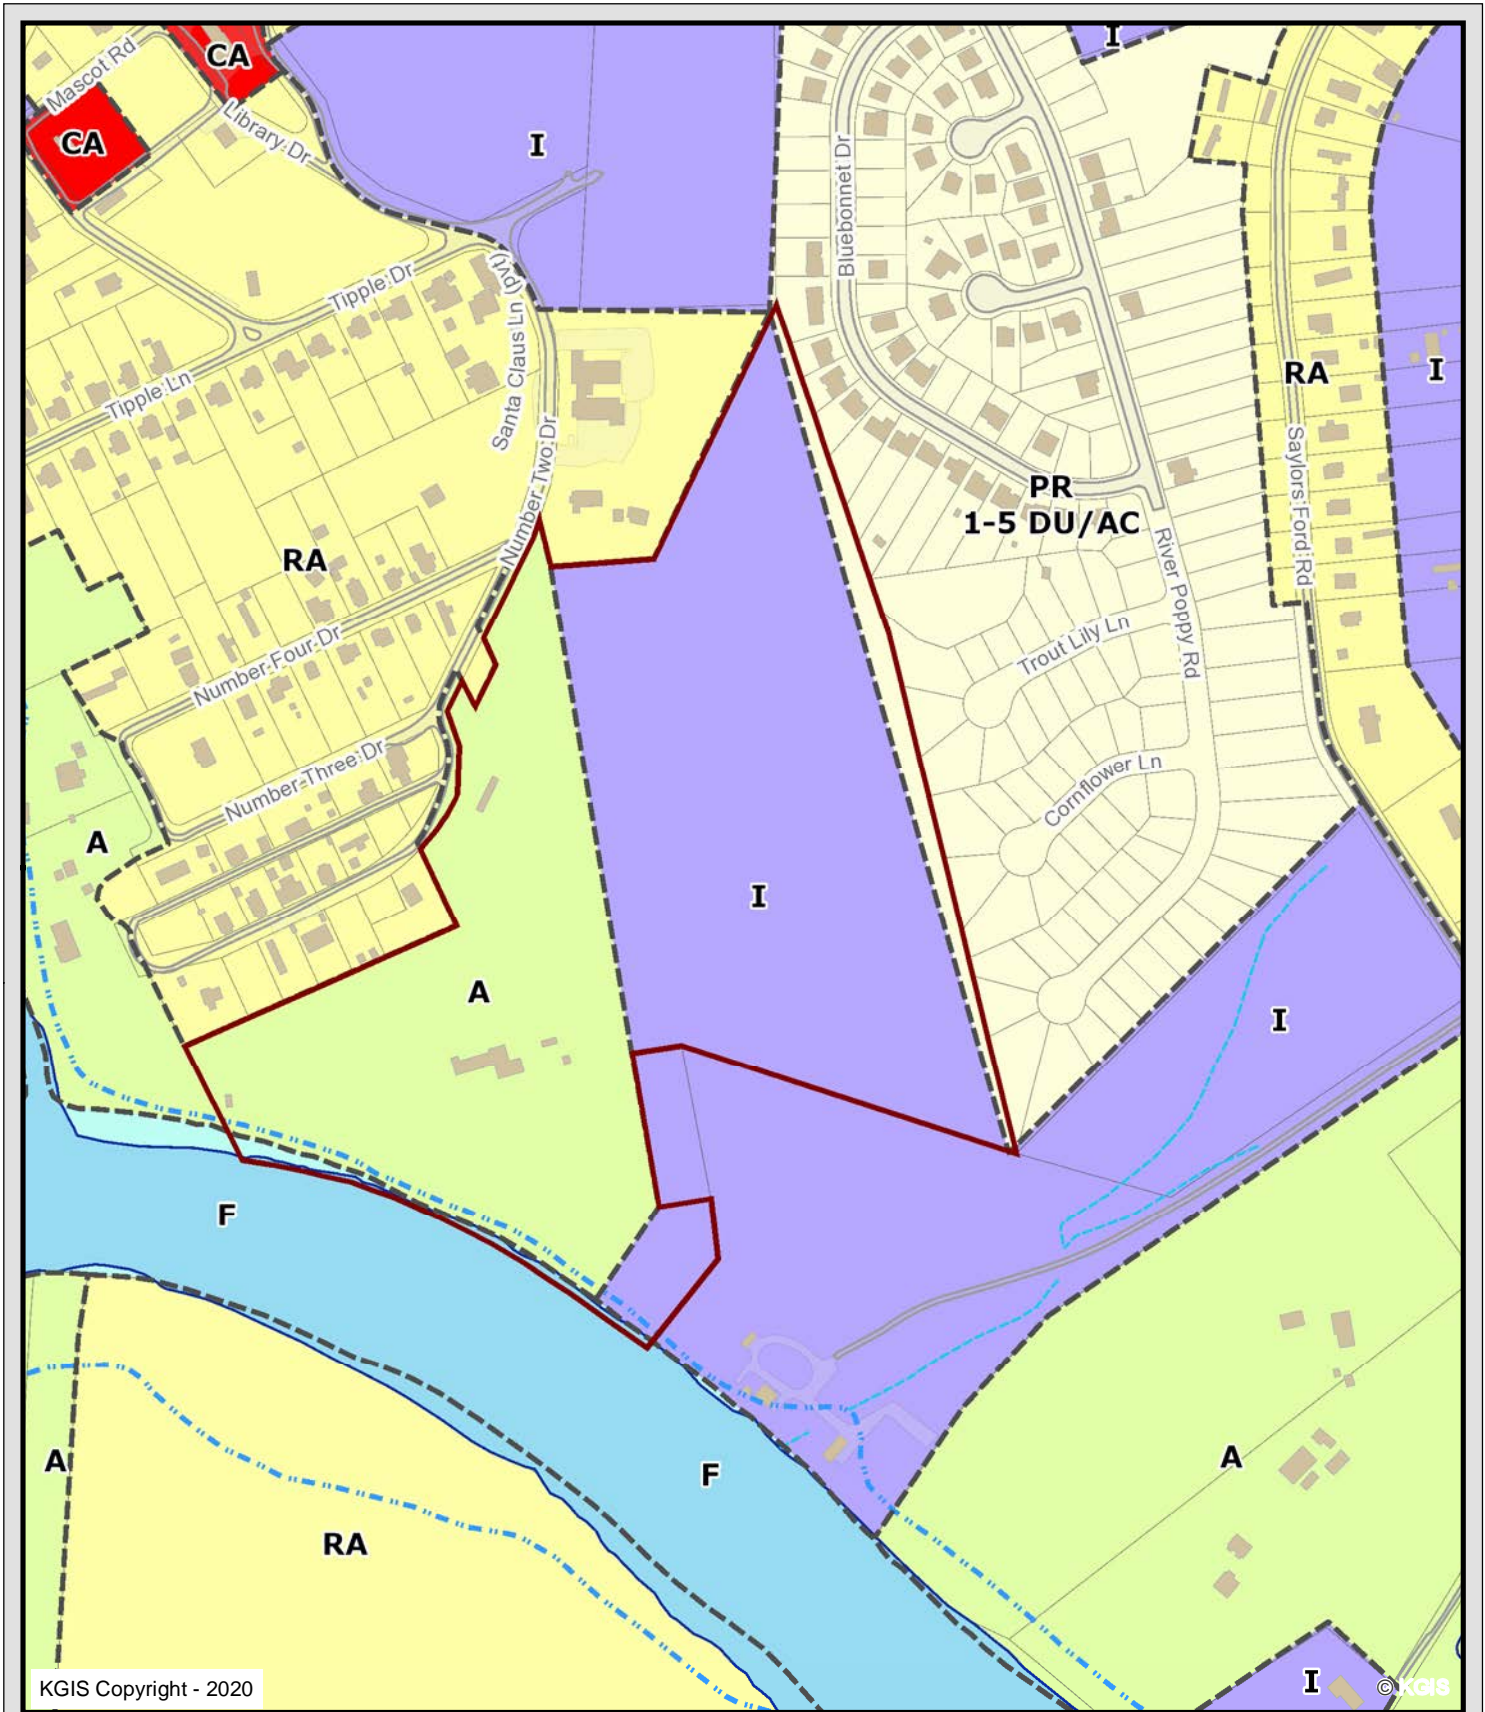 I
CA
Mascot Rd
Library Dr
CA
I
Bluebonnet Dr
Tipple Dr
Santa Claus Ln (pvt)
Tipple Ln
RA
I
Number Two Dr
Saylors Ford Rd
PR
1-5 DU/AC
RA
River Poppy Rd
Number Four Dr
Trout Lily Ln
Number Three Dr
Cornflower Ln
A
I
A
I
F
A
F
A
RA
I
KGIS Copyright - 2020
© KGIS